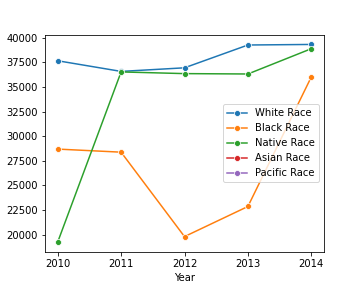 40000
37500
35000
32500
30000
27500
25000
22500
20000
White Race
Black Race
Native Race
Asian Race
Pacific Race
2010 2011 2012 2013 2014
Year